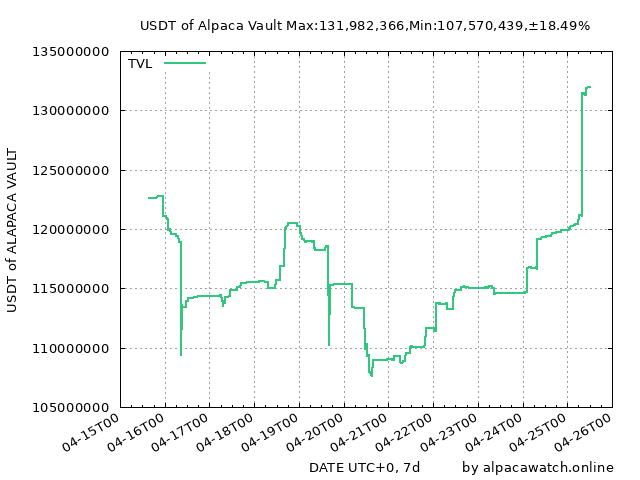 USDT of Alpaca Vault Max:131,982,366,Min:107,570,439,±18.49%
TVL
135000000
130000000
125000000
120000000
115000000
110000000
105000000
USDT of ALAPACA VAULT
04-15T00
04-16T00
04-17T00
04-18T00
04-19T00
04-20T00
04-21T00
04-22T00
04-23T00
04-24T00
04-25T00
04-26T00
DATE UTC+0, 7d
by alpacawatch.online